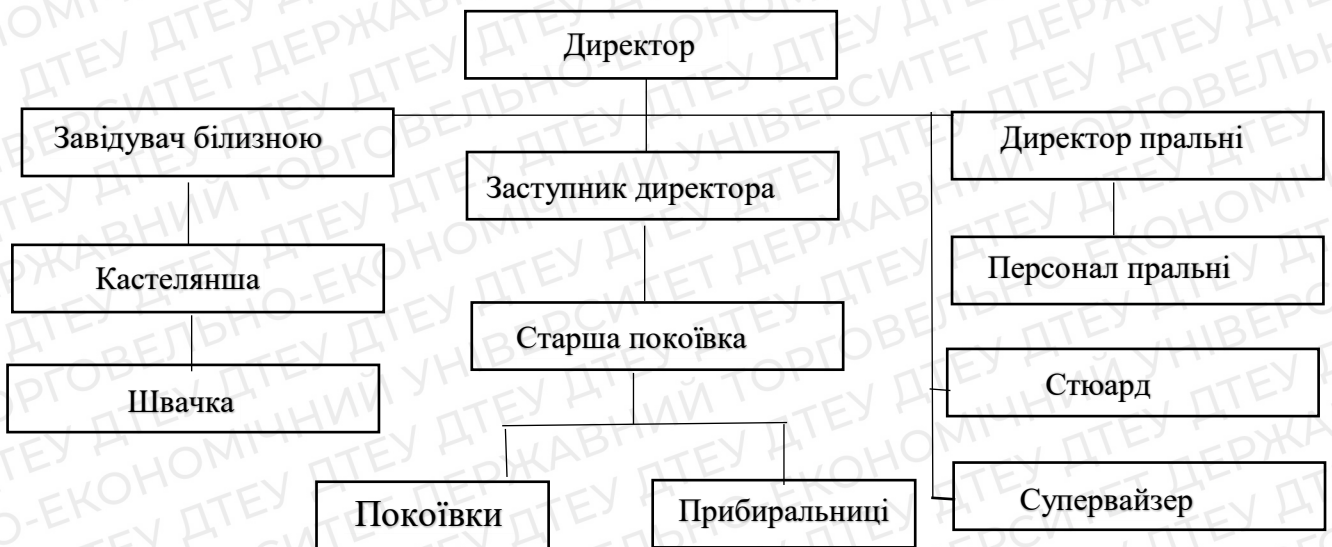 Директор
Завідувач білизною
Заступник директора
Директор пральні
Кастелянша
Персонал пральні
Старша покоївка
Швачка
Стюард
Покоївки
Прибиральниці
Супервайзер